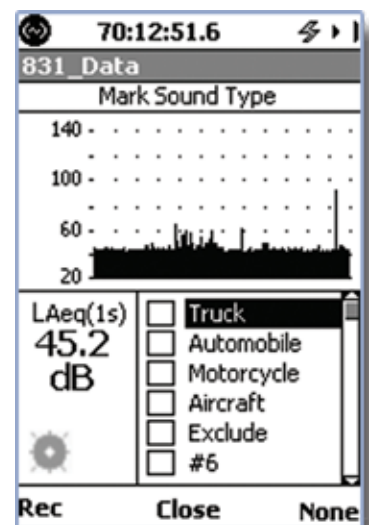 70:12:51.6
831_Data
Mark Sound Type
140
100
60
20
LAeq(1s)
45.2
dB
Truck
Automobile
Motorcycle
Aircraft
Exclude
#6
Rec Close None